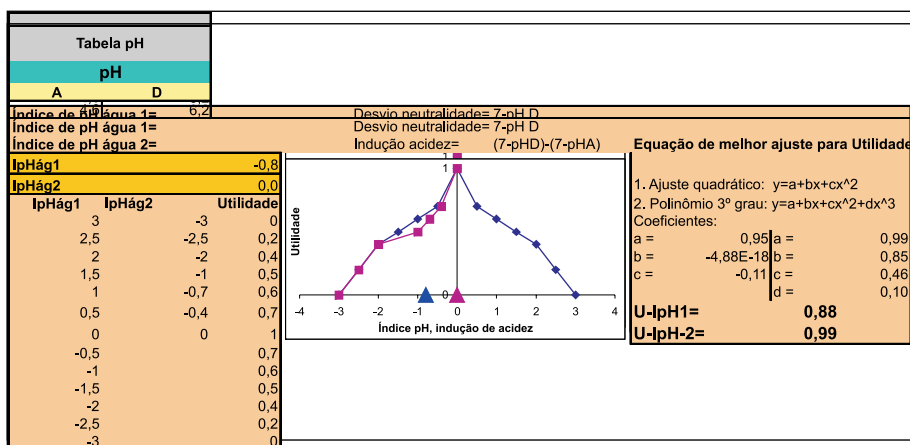 Tabela pH
pH
A D
4,6 6,2
Índice de pH água 1= Desvio neutralidade= 7-pH D
Índice de pH água 1= Desvio neutralidade= 7-pH D
Índice de pH água 2= Indução acidez= (7-pHD)-(7-pHA)
IpHág1 -0,8
IpHág2 0,0
IpHág1 IpHág2 Utilidade
3 -3 0
2,5 -2,5 0,2
2 -2 0,4
1,5 -1 0,5
1 -0,7 0,6
0,5 -0,4 0,7
0 0 1
-0,5 0,7
-1 0,6
-1,5 0,5
-2 0,4
-2,5 0,2
-3 0
1
1
0
Utilidade
-4 -3 -2 -1 0 1 2 3 4
Índice pH, indução de acidez
Equação de melhor ajuste para Utilidade
1. Ajuste quadrático: y=a+bx+cx^2
2. Polinômio 3º grau: y=a+bx+cx^2+dx^3
Coeficientes:
a = 0,95 a = 0,99
b = -4,88E-18 b = 0,85
c = -0,11 c = 0,46
d = 0,10
U-IpH1= 0,88
U-IpH-2= 0,99